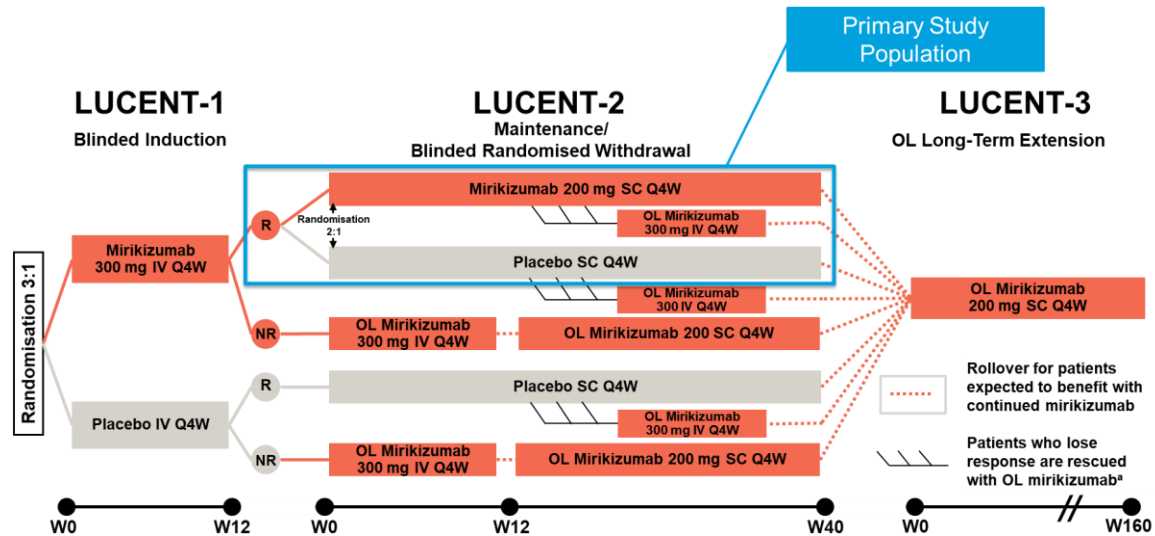 Primary Study
Population
LUCENT-1
Blinded Induction
LUCENT-2
Maintenance/
Blinded Randomised Withdrawal
LUCENT-3
OL Long-Term Extension
Randomisation 3:1
Mirikizumab
300 mg IV Q4W
Placebo IV Q4W
R
NR
R
NR
Randomisation
2:1
Mirikizumab 200 mg SC Q4W
OL Mirikizumab
300 mg IV Q4W
Placebo SC Q4W
OL Mirikizumab
300 IV Q4W
OL Mirikizumab
300 mg IV Q4W
OL Mirikizumab 200 SC Q4W
Placebo SC Q4W
OL Mirikizumab
300 mg IV Q4W
OL Mirikizumab
300 mg IV Q4W
OL Mirikizumab 200 mg SC Q4W
OL Mirikizumab
200 mg SC Q4W
Rollover for patients
expected to benefit with
continued mirikizumab
Patients who lose
response are rescued
with OL mirikizumabᵃ
W0
W12
W0
W12
W40
W0
W160